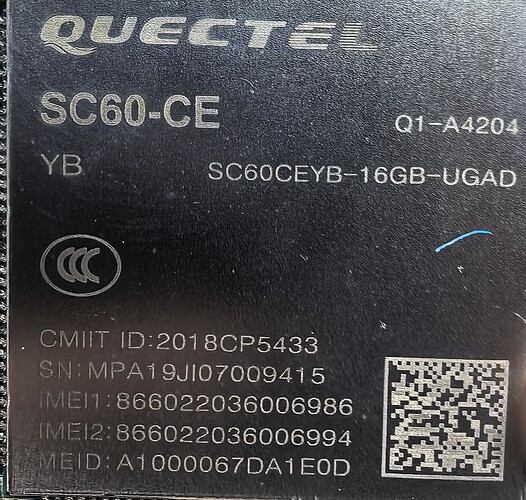 QUECTEL
SC60-CE
Q1-A4204
YB
SC60CEYB-16GB-UGAD
CCC
CMIIT ID:2018CP5433
SN:MPA19JI07009415
IMEI1:866022036006986
IMEI2:866022036006994
MEID:A1000067DA1E0D